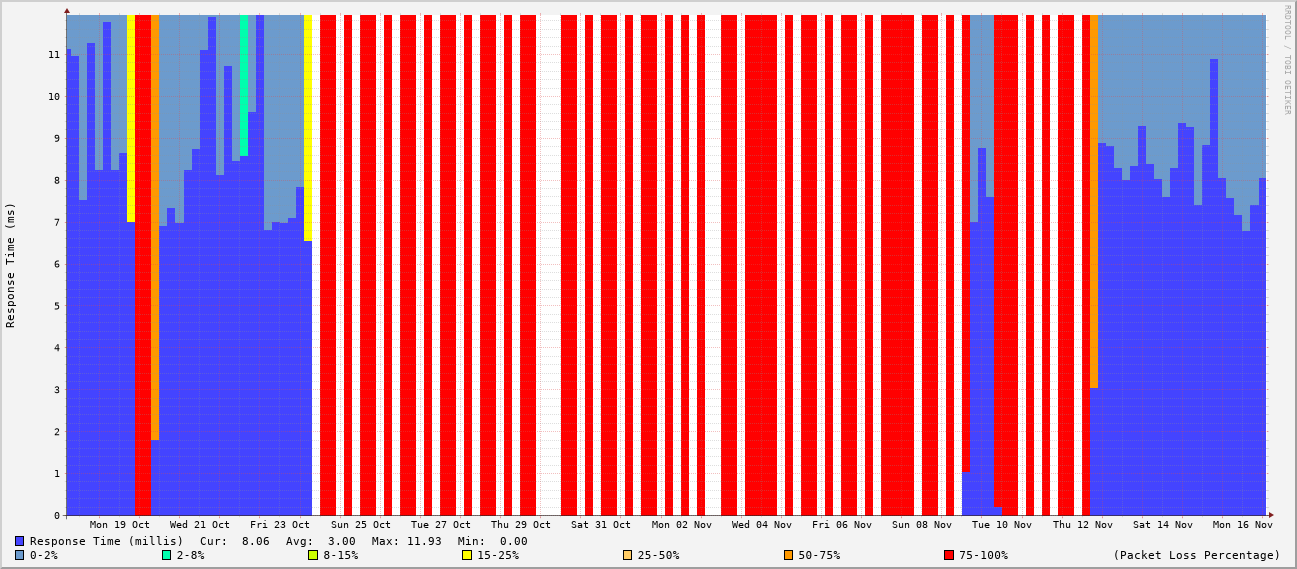 RRDTOOL / TOBI OETIKER
Response Time (ms)
11
10
9
8
7
6
5
4
3
2
1
0
Mon 19 Oct Wed 21 Oct Fri 23 Oct Sun 25 Oct Tue 27 Oct Thu 29 Oct Sat 31 Oct Mon 02 Nov Wed 04 Nov Fri 06 Nov Sun 08 Nov Tue 10 Nov Thu 12 Nov Sat 14 Nov Mon 16 Nov
Response Time (millis) Cur: 8.06 Avg: 3.00 Max: 11.93 Min: 0.00
0-2% 2-8% 8-15% 15-25% 25-50% 50-75% 75-100% (Packet Loss Percentage)